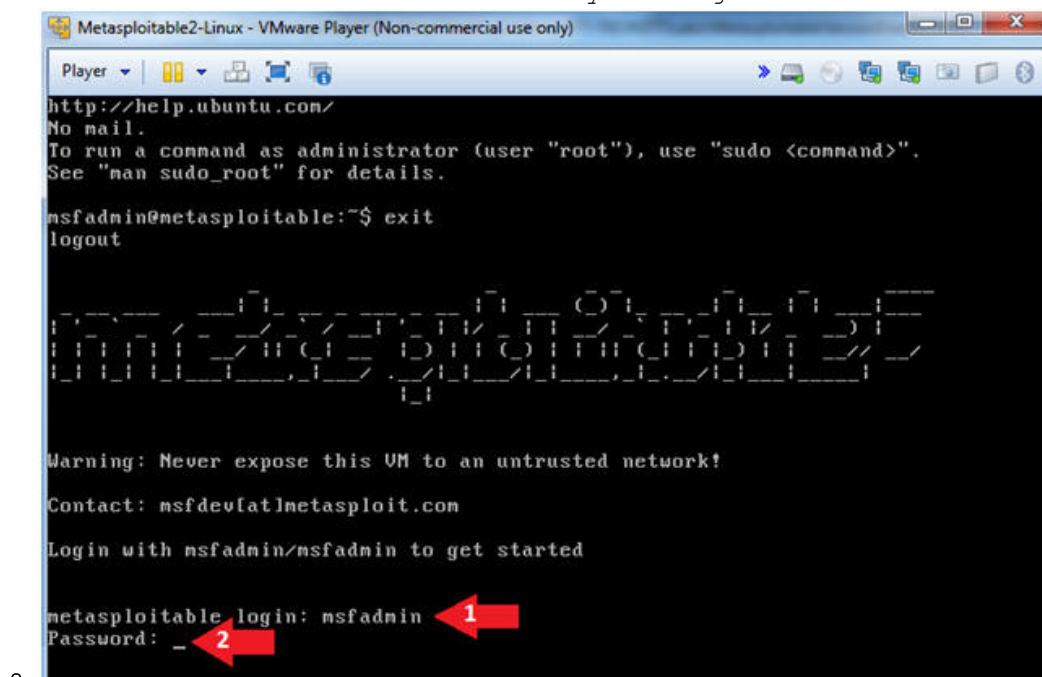 Metasploitable2-Linux - VMware Player (Non-commercial use only)
Player
http://help.ubuntu.com/
No mail.
To run a command as administrator (user "root"), use "sudo <command>".
See "man sudo_root" for details.
msfadmin@metasploitable:~$ exit
logout
metasploitable2
Warning: Never expose this VM to an untrusted network!
Contact: msfdev[at]metasploit.com
Login with msfadmin/msfadmin to get started
metasploitable login: msfadmin 1
Password: _ 2